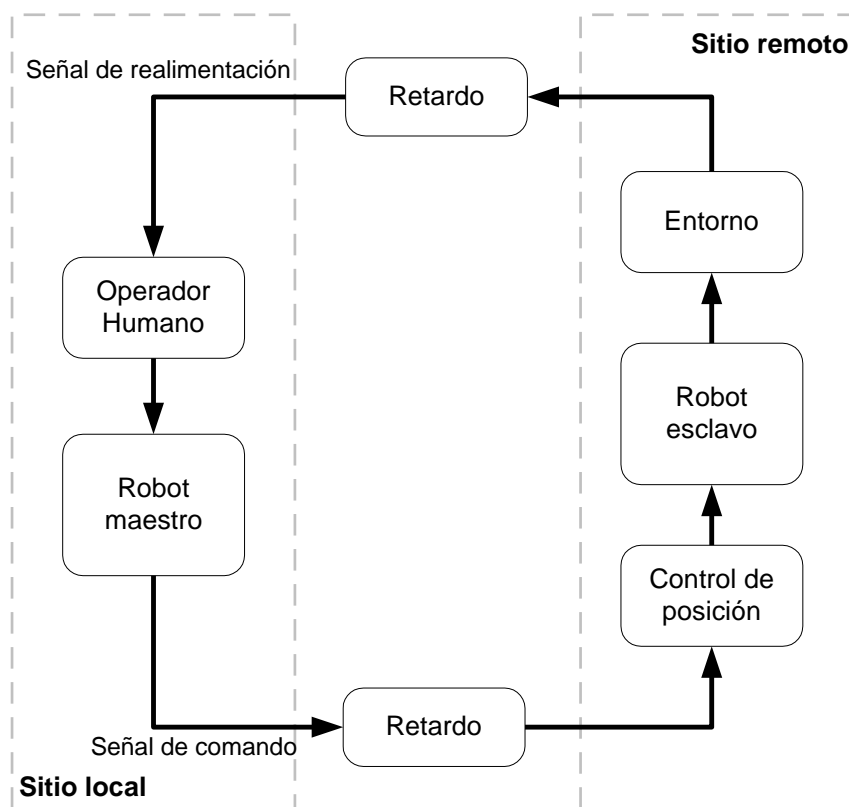 Sitio remoto
Señal de realimentación
Retardo
Entorno
Operador
Humano
Robot
esclavo
Robot
maestro
Control de
posición
Retardo
Señal de comando
Sitio local